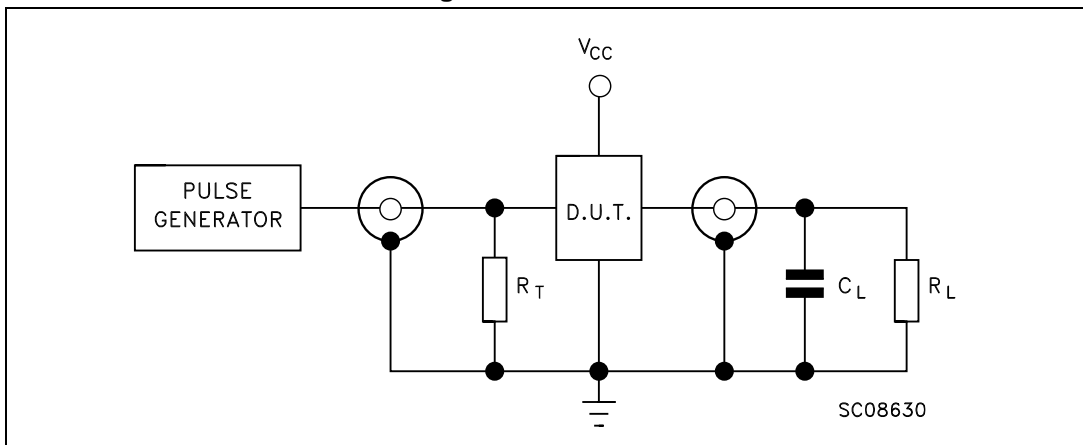 VCC
PULSE
GENERATOR
D.U.T.
RT
CL
RL
SC08630